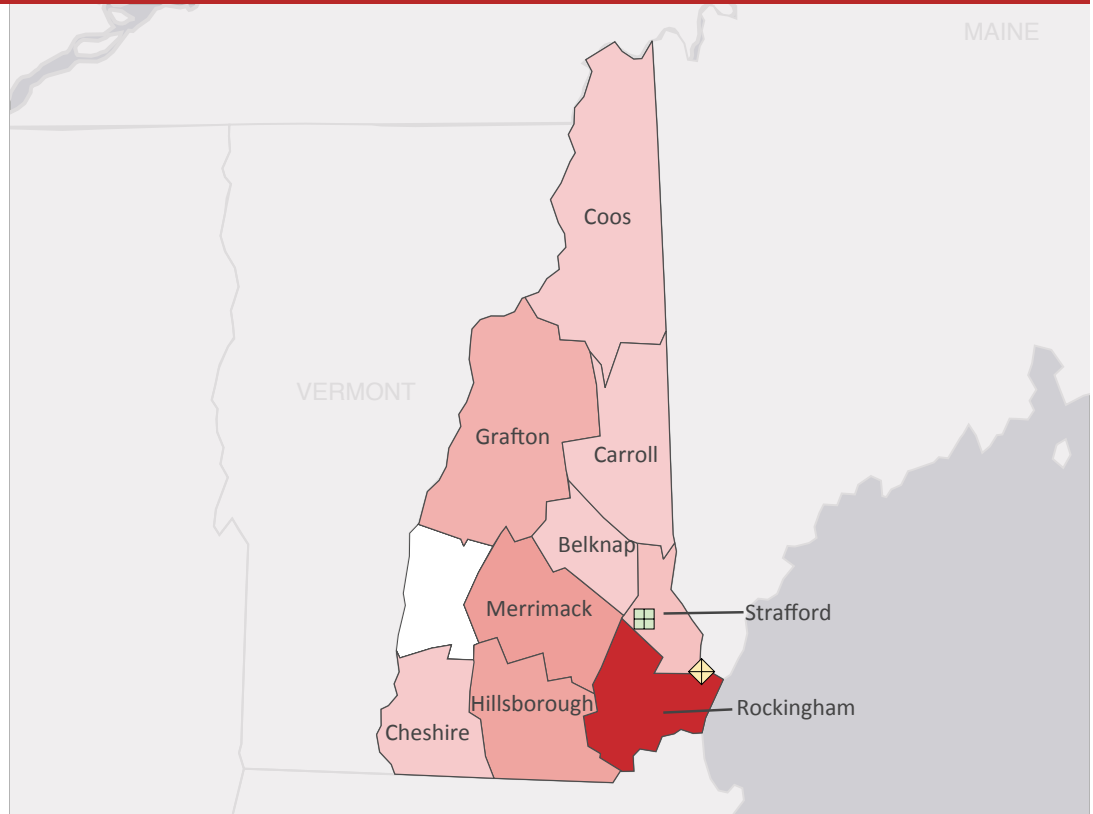 MAINE
Coos
VERMONT
Grafton
Carroll
Belknap
Merrimack
Strafford
Hillsborough
Rockingham
Cheshire